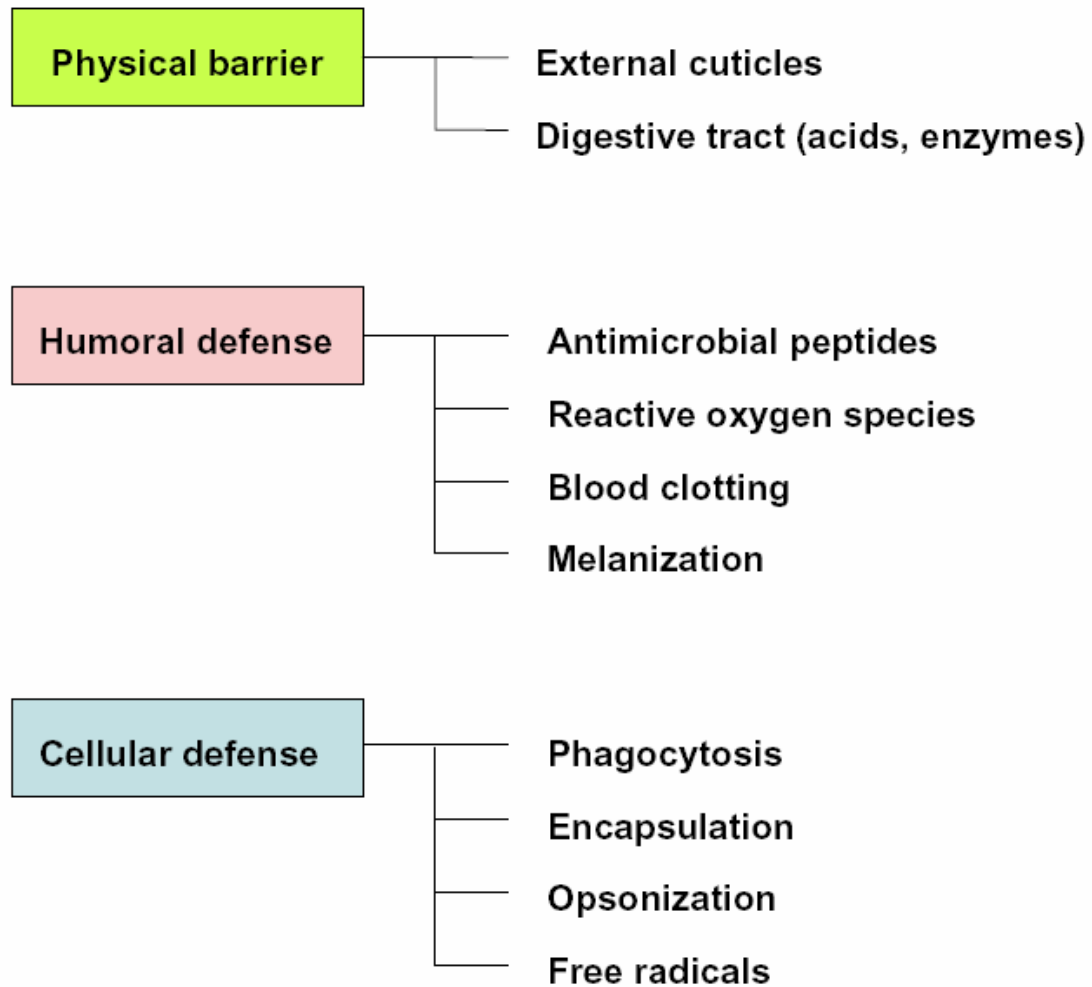 Physical barrier
External cuticles
Digestive tract (acids, enzymes)
Humoral defense
Antimicrobial peptides
Reactive oxygen species
Blood clotting
Melanization
Cellular defense
Phagocytosis
Encapsulation
Opsonization
Free radicals